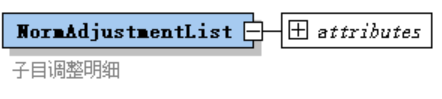 NormAdjustmentList attributes
子目调整明细